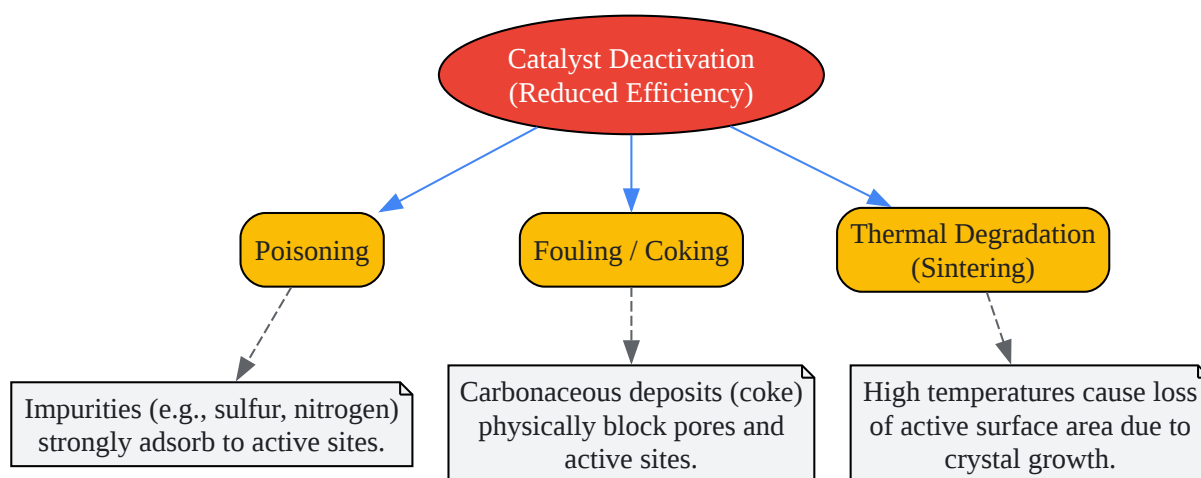 Catalyst Deactivation
(Reduced Efficiency)
Poisoning
Fouling / Coking
Thermal Degradation
(Sintering)
Impurities (e.g., sulfur, nitrogen)
strongly adsorb to active sites.
Carbonaceous deposits (coke)
physically block pores and
active sites.
High temperatures cause loss
of active surface area due to
crystal growth.